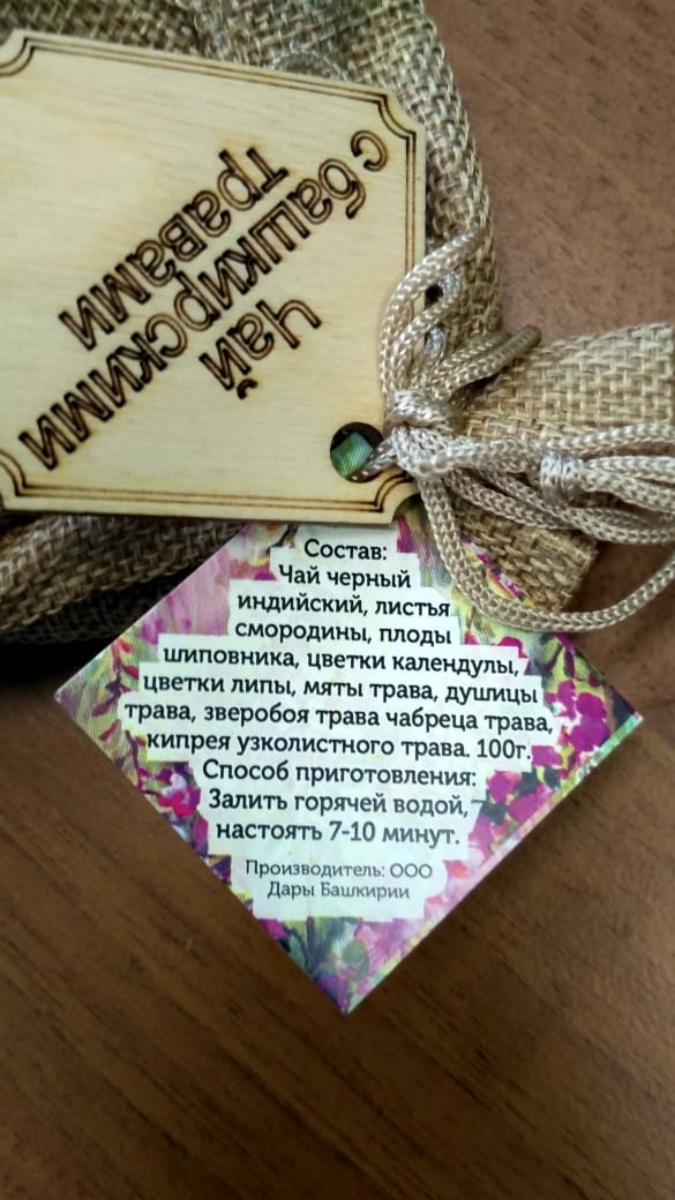 Чай
с башкирскими
травами
Состав:
Чай черный
индийский, листья
смородины, плоды
шиповника, цветки календулы,
цветки липы, мяты трава, душицы
трава, зверобоя трава чабреца трава,
кипрея узколистного трава. 100г.
Способ приготовления:
Залить горячей водой,
настоять 7-10 минут.
Производитель: ООО
Дары Башкирии